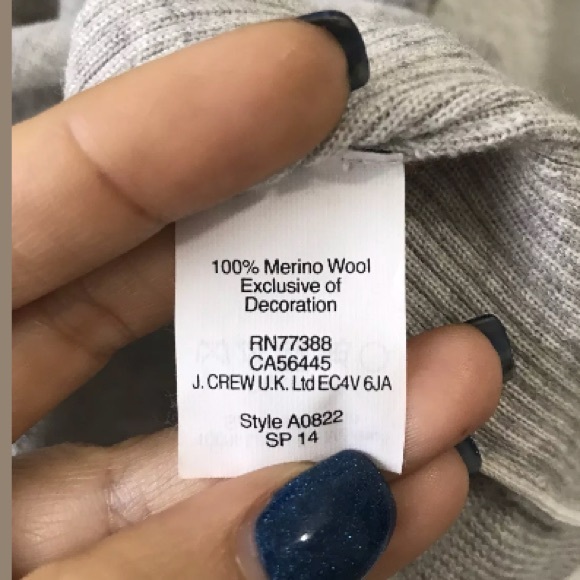 100% Merino Wool
Exclusive of
Decoration
RN77388
CA56445
J. CREW U.K. Ltd EC4V 6JA
Style A0822
SP 14